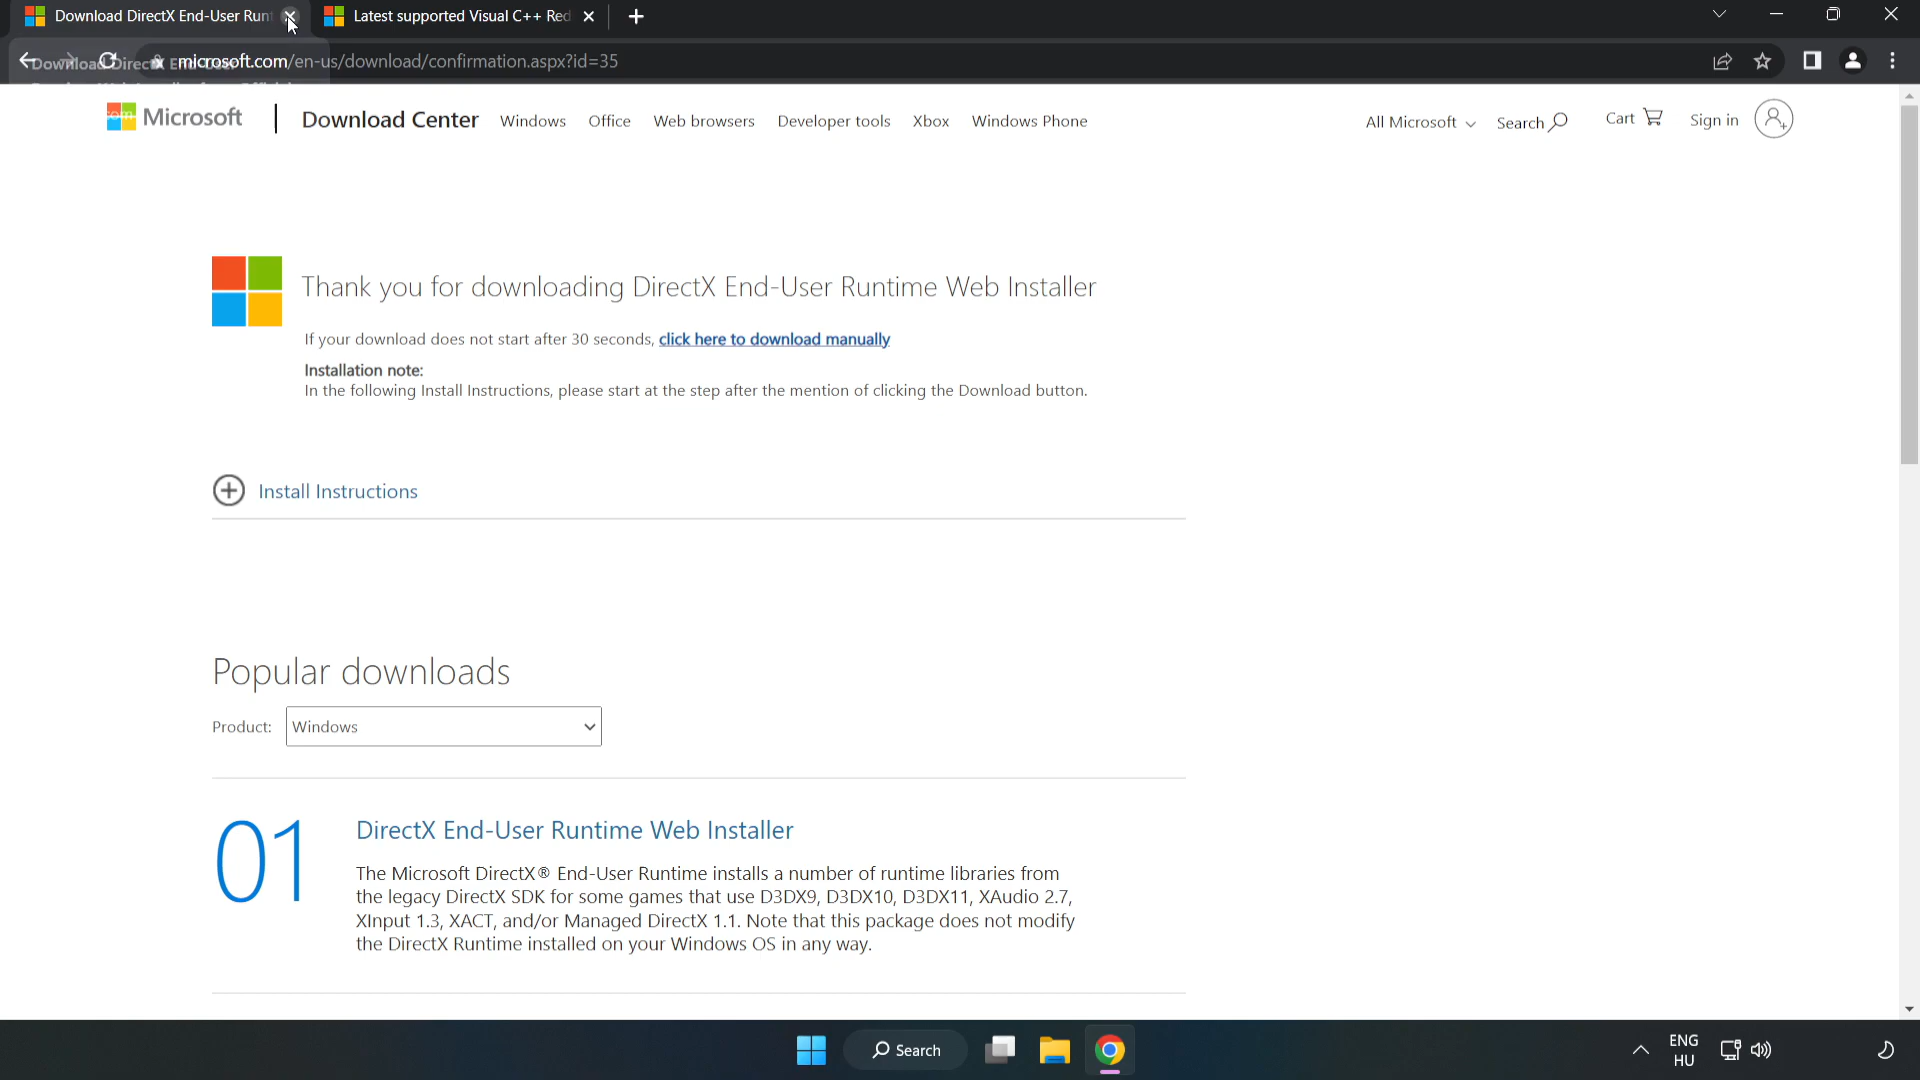 Download DirectX End-User Runt
Latest supported Visual C++ Red
microsoft.com/en-us/download/confirmation.aspx?id=35
Download DirectX End-User
Microsoft
Download Center
Windows
Office
Web browsers
Developer tools
Xbox
Windows Phone
All Microsoft
Search
Cart
Sign in
Thank you for downloading DirectX End-User Runtime Web Installer
If your download does not start after 30 seconds, click here to download manually
Installation note:
In the following Install Instructions, please start at the step after the mention of clicking the Download button.
Install Instructions
Popular downloads
Product: Windows
01
DirectX End-User Runtime Web Installer
The Microsoft DirectX® End-User Runtime installs a number of runtime libraries from
the legacy DirectX SDK for some games that use D3DX9, D3DX10, D3DX11, XAudio 2.7,
XInput 1.3, XACT, and/or Managed DirectX 1.1. Note that this package does not modify
the DirectX Runtime installed on your Windows OS in any way.
Search
ENG
HU